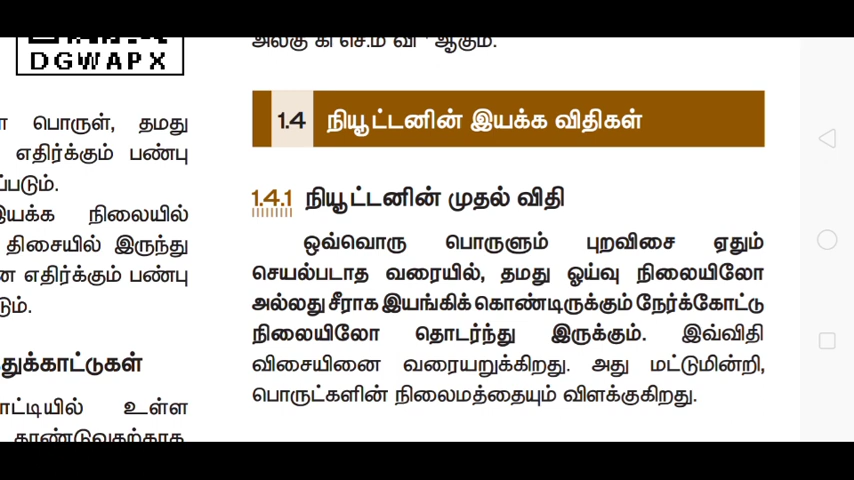 DGWAPX
பொருள், தமது
எதிர்க்கும் பண்பு
நிலையில்
திசையில் இருந்து
எதிர்க்கும் பண்பு
உள்ள
ஆகும்.
1.4 நியூட்டனின் இயக்க விதிகள்
1.4.1 நியூட்டனின் முதல் விதி
ஒவ்வொரு பொருளும் புறவிசை ஏதும்
செயல்படாத வரையில், தமது ஓய்வு நிலையிலோ
அல்லது சீராக இயங்கிக் கொண்டிருக்கும் நேர்க்கோட்டு
நிலையிலோ தொடர்ந்து இருக்கும். இவ்விதி
விசையினை வரையறுக்கிறது. அது மட்டுமின்றி,
பொருட்களின் நிலைமத்தையும் விளக்குகிறது.